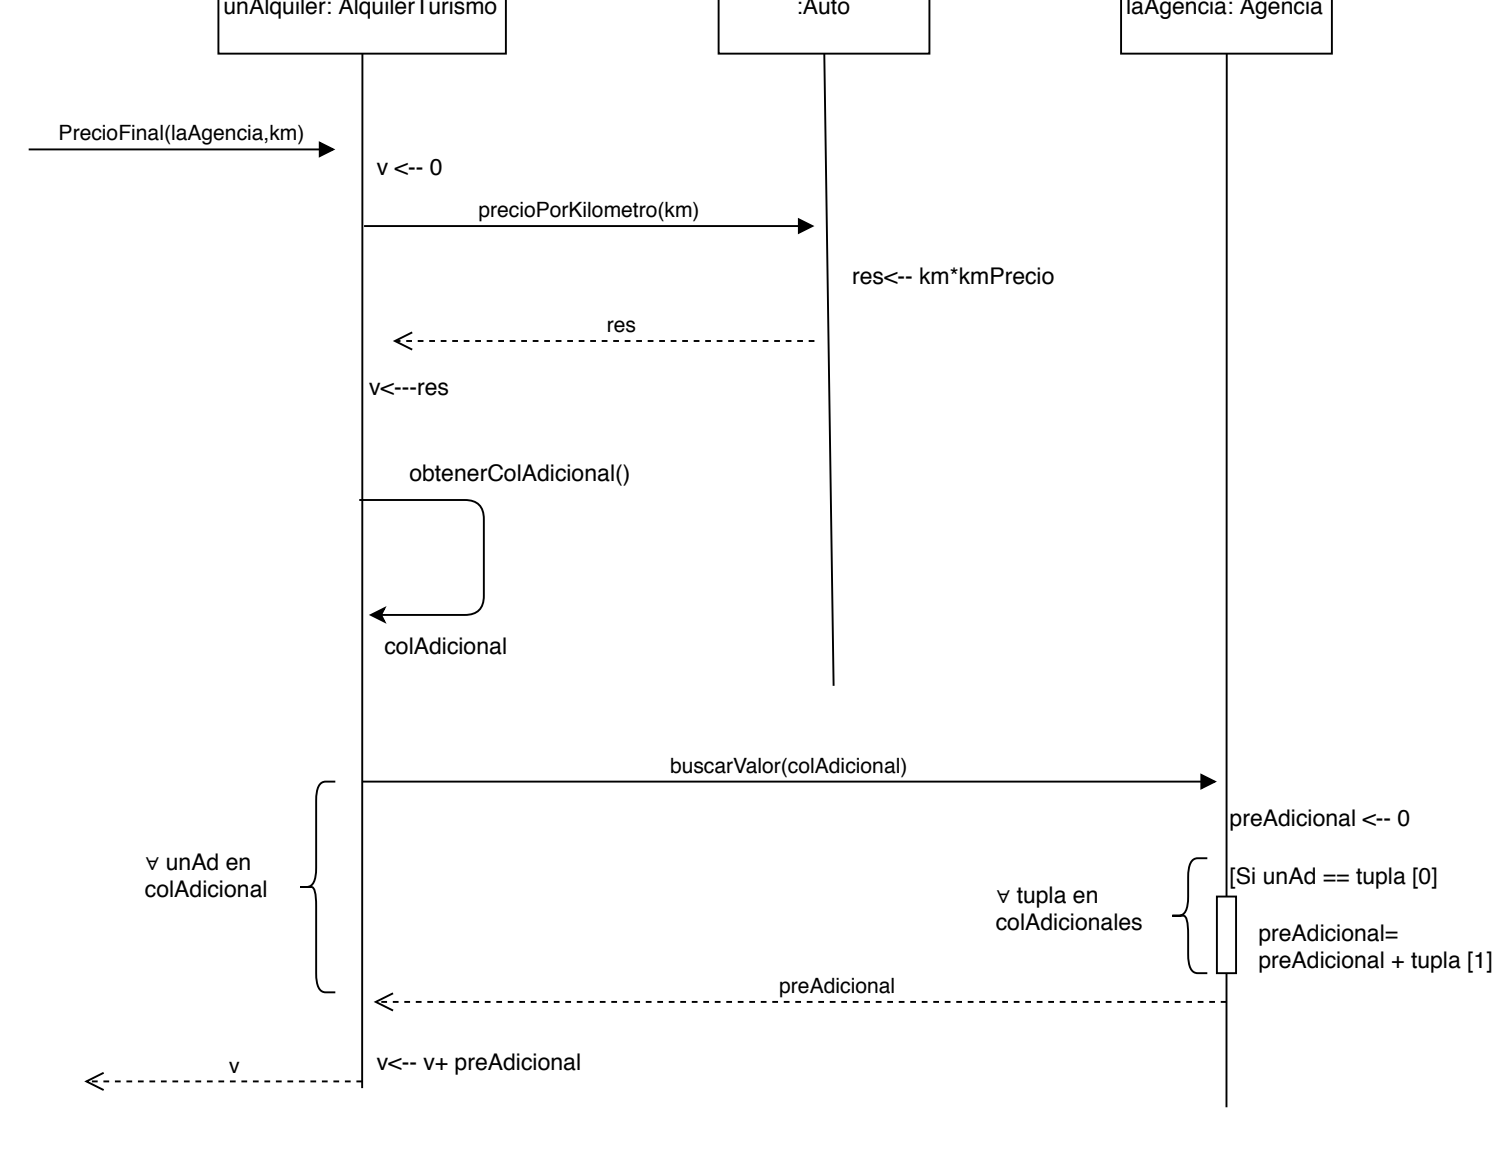 unAlquiler: AlquilerTurismo
:Auto
laAgencia: Agencia
PrecioFinal(laAgencia,km)
v <-- 0
precioPorKilometro(km)
res<-- km*kmPrecio
res
v<---res
obtenerColAdicional()
colAdicional
buscarValor(colAdicional)
preAdicional <-- 0
∀ unAd en
colAdicional
[Si unAd == tupla [0]
∀ tupla en
colAdicionales
preAdicional=
preAdicional + tupla [1]
preAdicional
v<-- v+ preAdicional
v